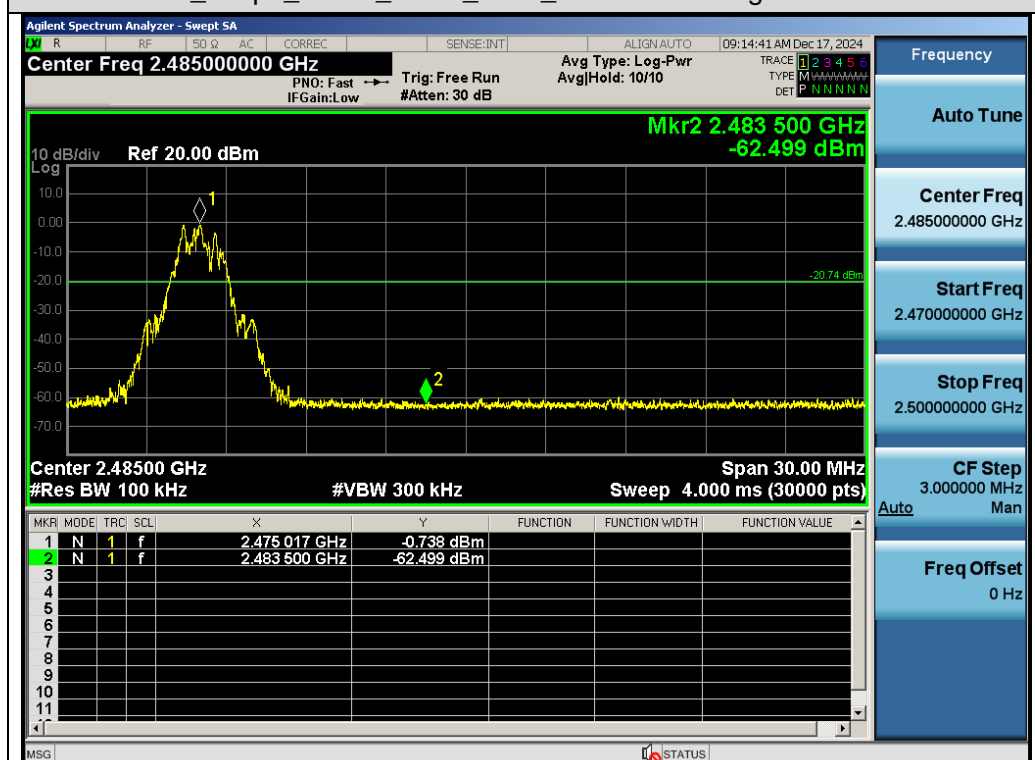 Agilent Spectrum Analyzer - Swept SA
LXI R RF 50 Ω AC CORREC SENSE:INT ALIGN AUTO 09:14:41 AM Dec 17, 2024
Center Freq 2.485000000 GHz
PNO: Fast
IFGain:Low
Trig: Free Run
#Atten: 30 dB
Avg Type: Log-Pwr
Avg|Hold: 10/10
TRACE 1 2 3 4 5 6
TYPE M
DET P N N N N N
Mkr2 2.483 500 GHz
-62.499 dBm
10 dB/div Ref 20.00 dBm
Log
10.0
0.00
-10.0
-20.0
-30.0
-40.0
-50.0
-60.0
-70.0
1
-20.74 dBm
2
Center 2.48500 GHz Span 30.00 MHz
#Res BW 100 kHz #VBW 300 kHz Sweep 4.000 ms (30000 pts)
MKR MODE TRC SCL X Y FUNCTION FUNCTION WIDTH FUNCTION VALUE
1 N 1 f 2.475 017 GHz -0.738 dBm
2 N 1 f 2.483 500 GHz -62.499 dBm
3
4
5
6
7
8
9
10
11
MSG STATUS
Frequency
Auto Tune
Center Freq
2.485000000 GHz
Start Freq
2.470000000 GHz
Stop Freq
2.500000000 GHz
CF Step
3.000000 MHz
Auto Man
Freq Offset
0 Hz